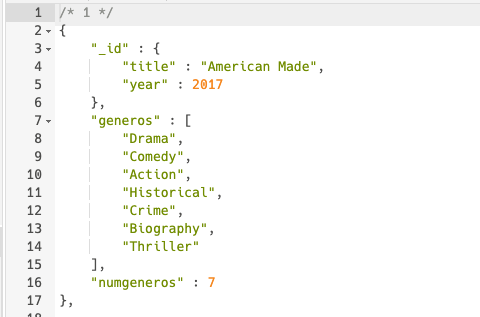 1 /* 1 */
2 {
3 "_id" : {
4 "title" : "American Made",
5 "year" : 2017
6 },
7 "generos" : [
8 "Drama",
9 "Comedy",
10 "Action",
11 "Historical",
12 "Crime",
13 "Biography",
14 "Thriller"
15 ],
16 "numgeneros" : 7
17 },